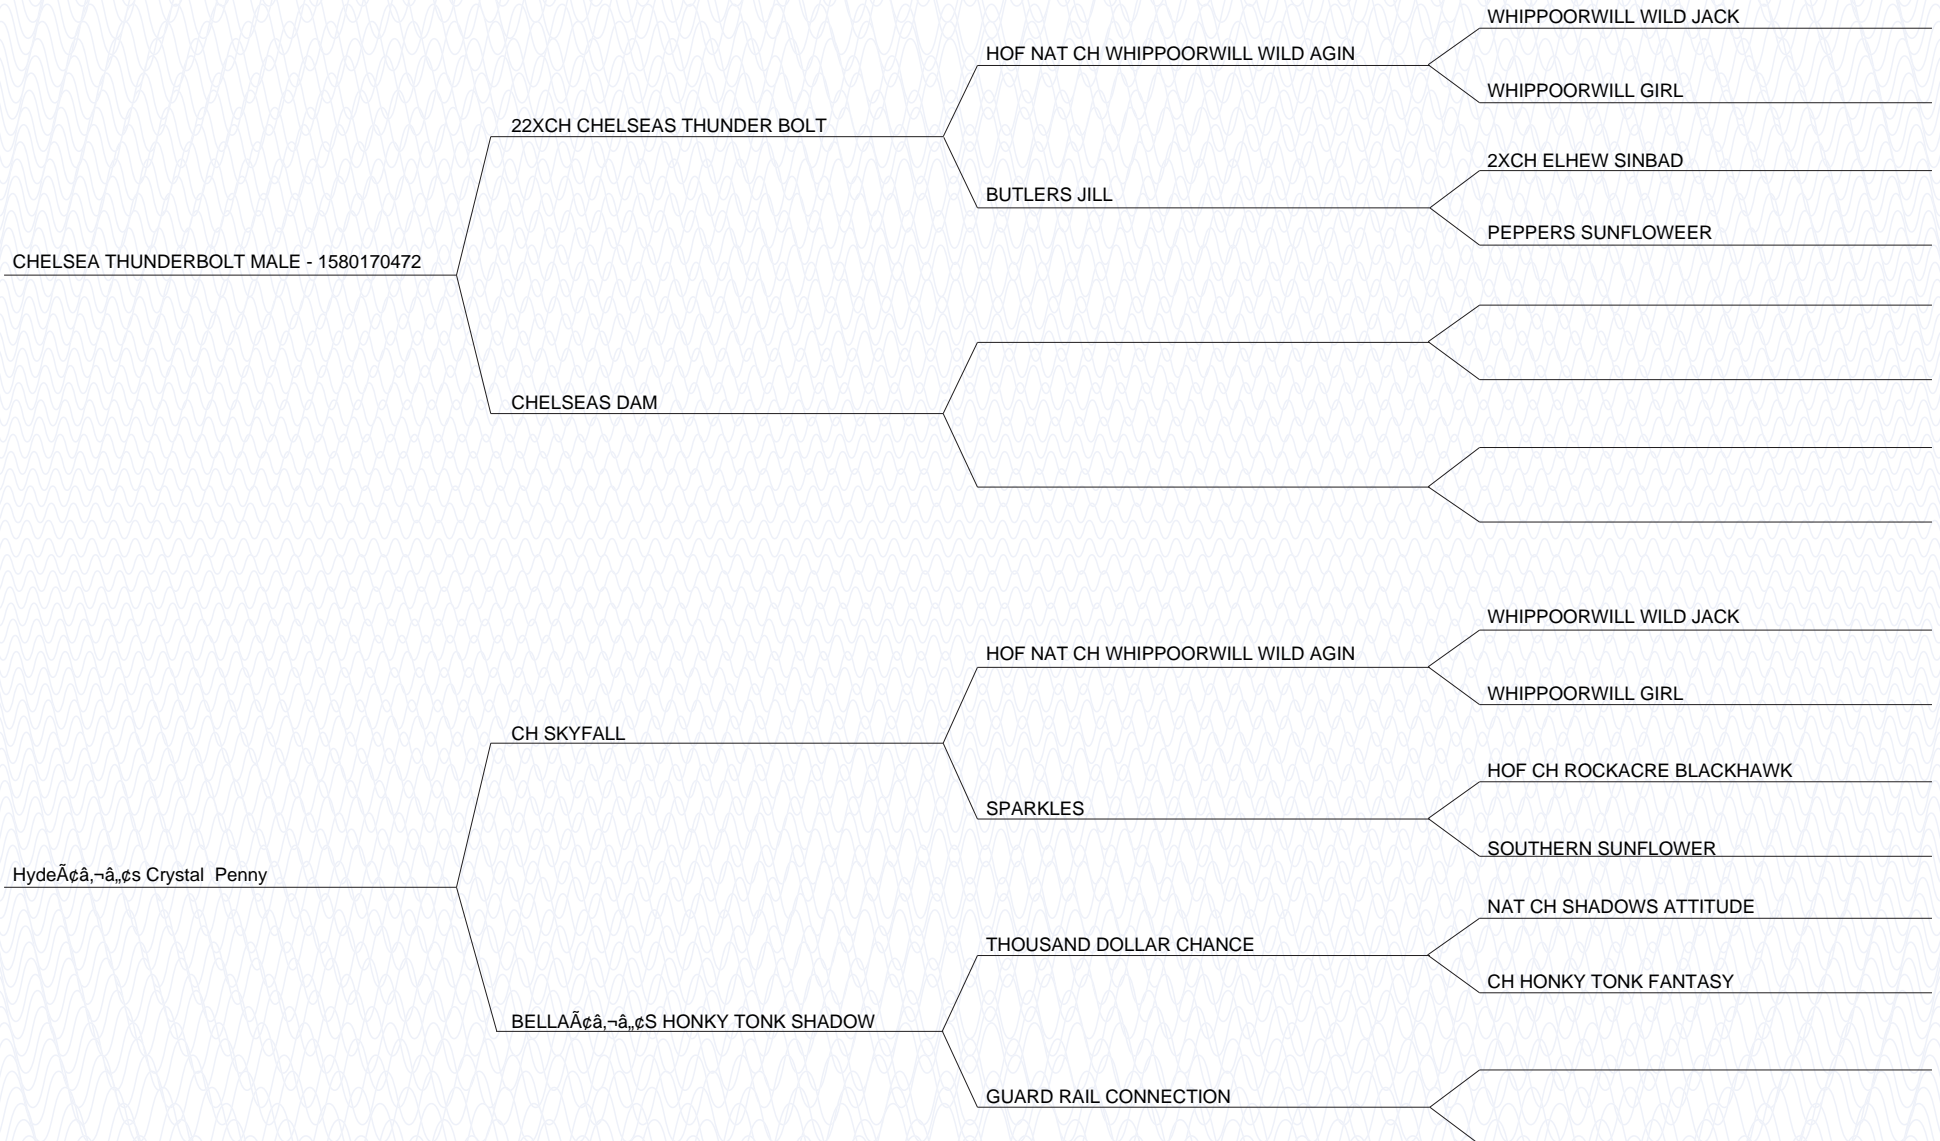 WHIPPOORWILL WILD JACK
HOF NAT CH WHIPPOORWILL WILD AGIN
WHIPPOORWILL GIRL
22XCH CHELSEAS THUNDER BOLT
2XCH ELHEW SINBAD
BUTLERS JILL
PEPPERS SUNFLOWEER
CHELSEA THUNDERBOLT MALE - 1580170472
CHELSEAS DAM
WHIPPOORWILL WILD JACK
HOF NAT CH WHIPPOORWILL WILD AGIN
WHIPPOORWILL GIRL
CH SKYFALL
HOF CH ROCKACRE BLACKHAWK
SPARKLES
SOUTHERN SUNFLOWER
HydeÃ¢â‚¬â„¢s Crystal  Penny
NAT CH SHADOWS ATTITUDE
THOUSAND DOLLAR CHANCE
CH HONKY TONK FANTASY
BELLAÃ¢â‚¬â„¢S HONKY TONK SHADOW
GUARD RAIL CONNECTION